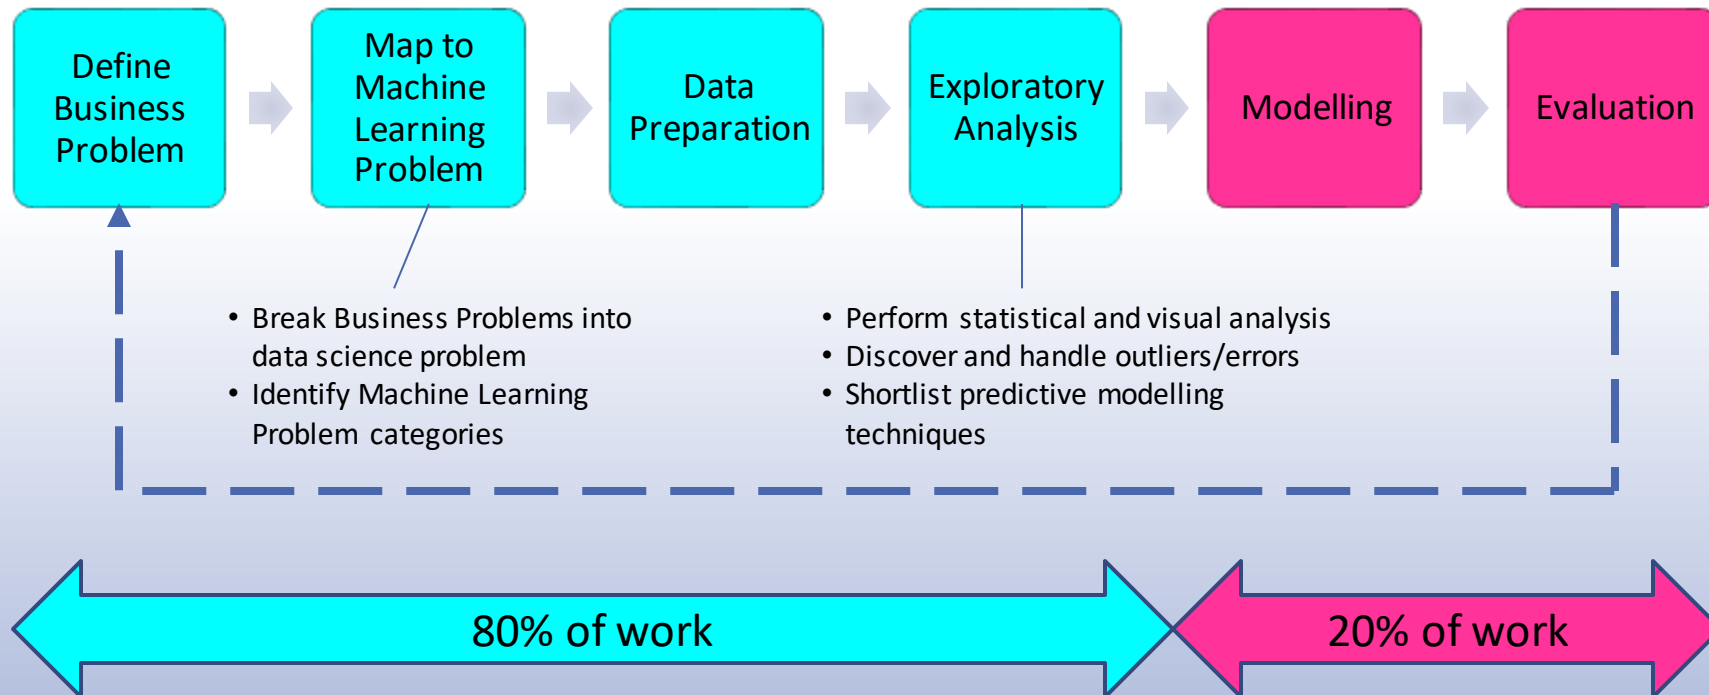 Define
Business
Problem
Map to
Machine
Learning
Problem
Data
Preparation
Exploratory
Analysis
Modelling
Evaluation
• Break Business Problems into
data science problem
• Identify Machine Learning
Problem categories
• Perform statistical and visual analysis
• Discover and handle outliers/errors
• Shortlist predictive modelling
techniques
80% of work
20% of work